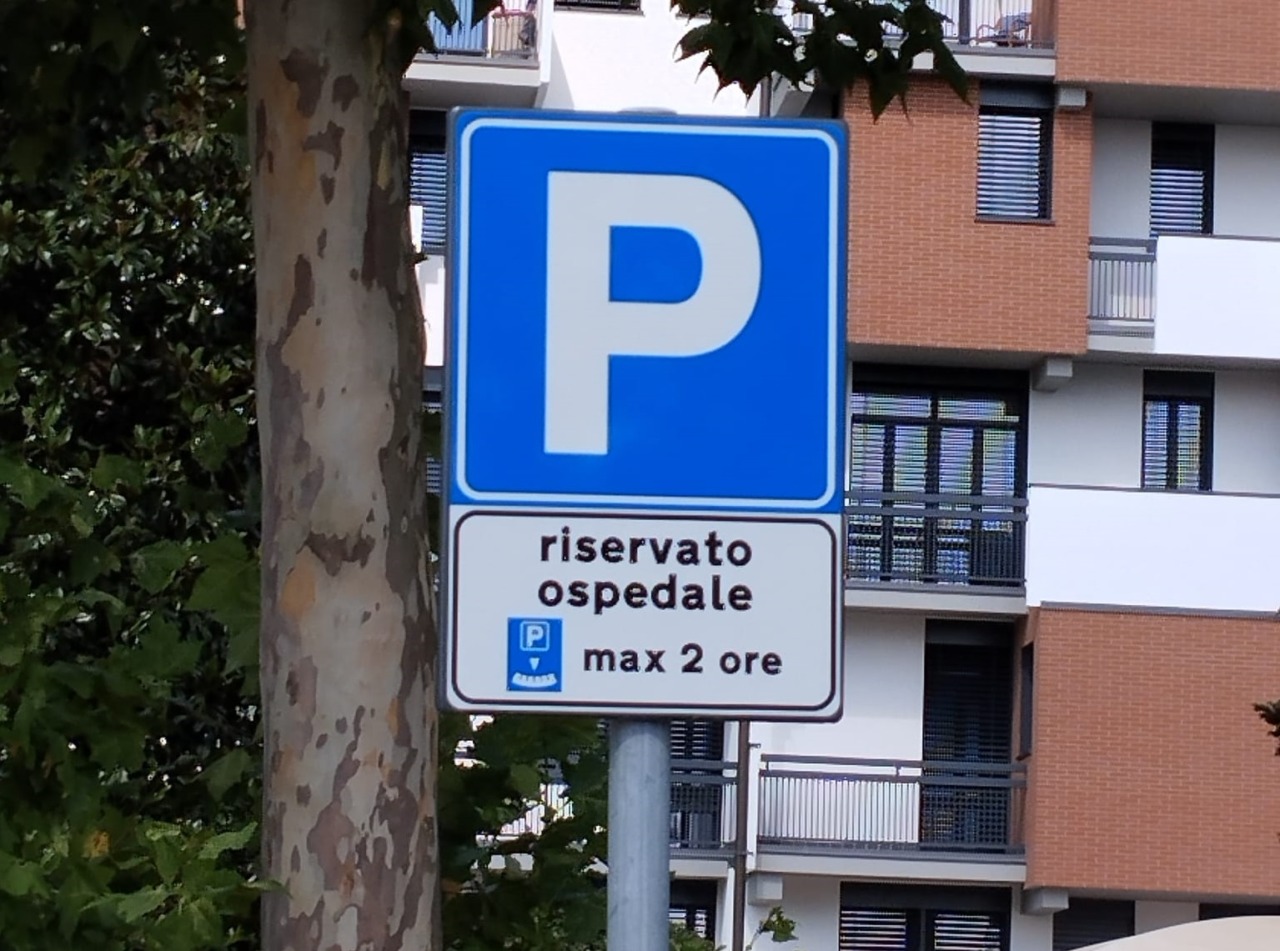 P
riservato
ospedale
P max 2 ore